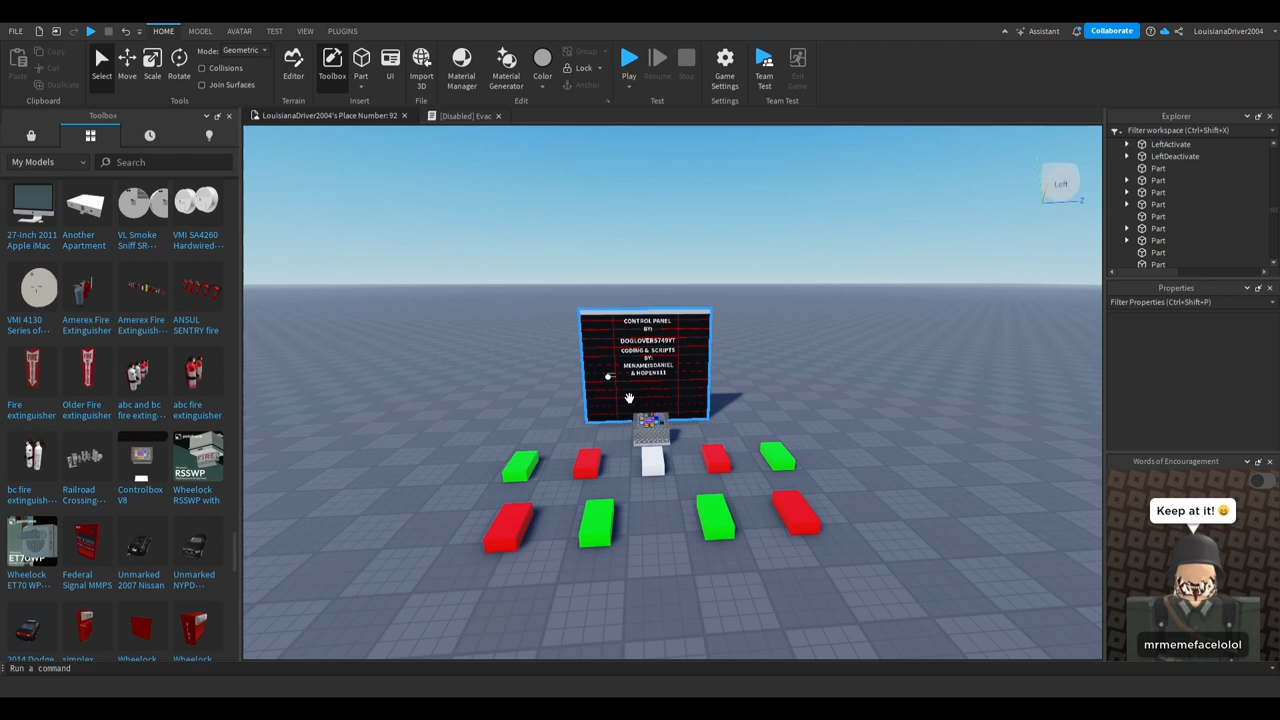 FILE HOME MODEL AVATAR TEST VIEW PLUGINS Assistant Collaborate LouisianaDriver2004
Paste Copy Cut Duplicate Select Move Scale Rotate Mode: Geometric Collisions Join Surfaces Editor Toolbox Part UI Import 3D Material Manager Material Generator Color Group Lock Anchor Play Resume Stop Game Settings Team Test Exit Game
Clipboard Tools Terrain Insert File Edit Test Settings Team Test
Toolbox
LouisianaDriver2004's Place Number: 92
[Disabled] Evac
My Models
Search
27-Inch 2011 Apple iMac
Another Apartment
VL Smoke Sniff SR-···
VMI SA4260 Hardwired-···
VMI 4130 Series of···
Amerex Fire Extinguisher
Amerex Fire Extinguish-···
ANSUL SENTRY fire
Fire extinguisher
Older Fire extinguisher
abc and bc fire exting-···
abc fire extinguisher
bc fire extinguish-···
Railroad Crossing-···
Controlbox V8
Wheelock RSSWP with
Wheelock ET70 WP-···
Federal Signal MMPS
Unmarked 2007 Nissan
Unmarked NYPD-···
2014 Dodge
simplex
Wheelock
Wheelock
Left
Z
CONTROL PANEL
BY:
DOGLOVER5749YT
CODING & SCRIPTS
BY:
MENAMEISDANIEL
& HOPEN111
Explorer
Filter workspace (Ctrl+Shift+X)
LeftActivate
LeftDeactivate
Part
Part
Part
Part
Part
Part
Part
Part
Part
Properties
Filter Properties (Ctrl+Shift+P)
Words of Encouragement
Keep at it! 😄
mrmemefacelolol
Run a command